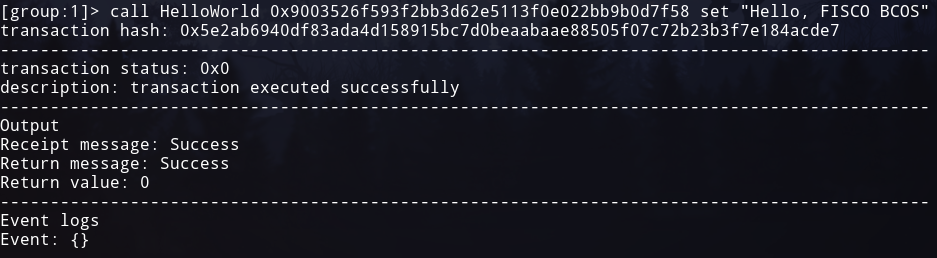 [group:1]> call HelloWorld 0x9003526f593f2bb3d62e5113f0e022bb9b0d7f58 set "Hello, FISCO BCOS"
transaction hash: 0x5e2ab6940df83ada4d158915bc7d0beaabaae88505f07c72b23b3f7e184acde7
---------------------------------------------------------------------------------------------
transaction status: 0x0
description: transaction executed successfully
---------------------------------------------------------------------------------------------
Output
Receipt message: Success
Return message: Success
Return value: 0
---------------------------------------------------------------------------------------------
Event logs
Event: {}